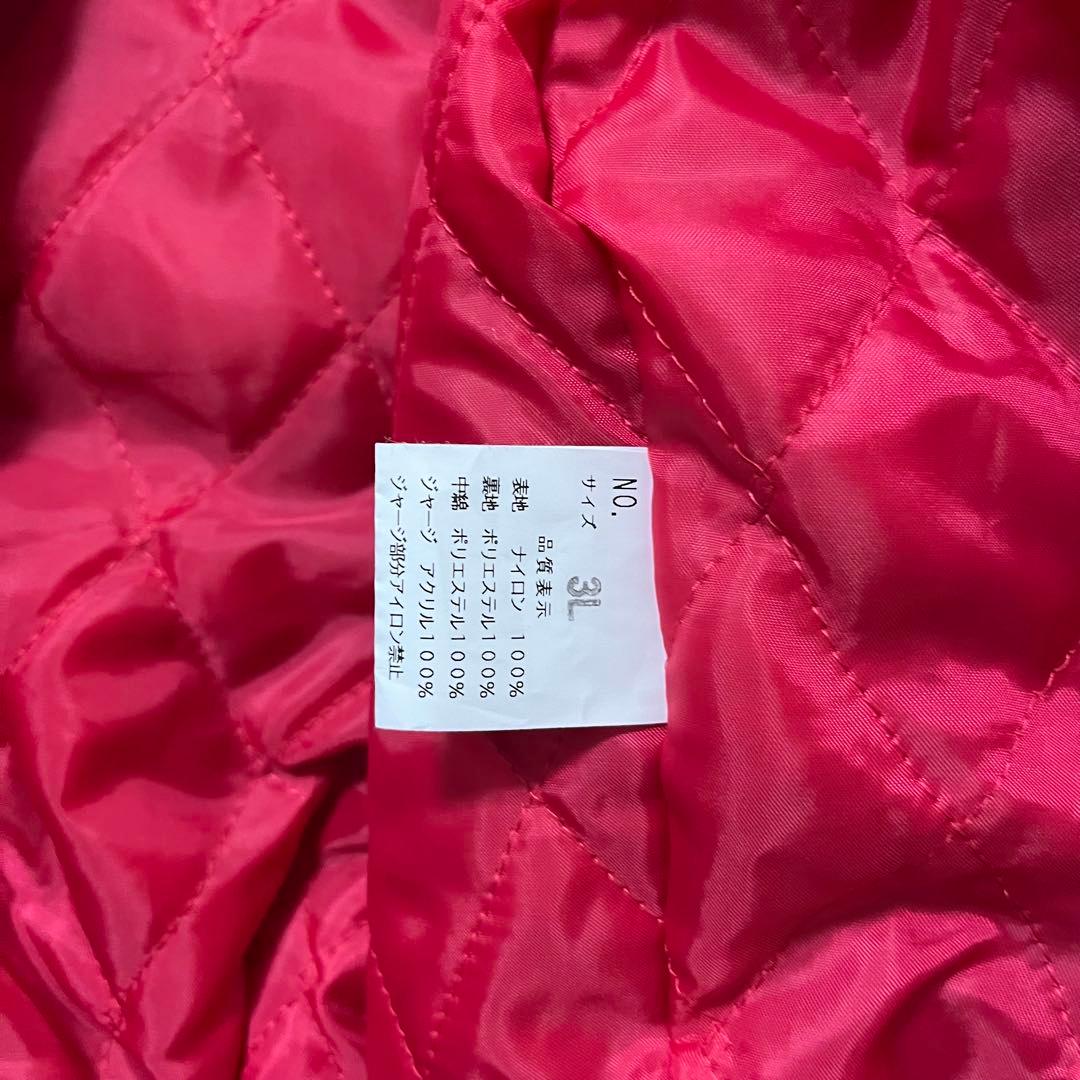 NO.
サイズ 3L
品質表示
表地 ナイロン 100%
裏地 ポリエステル100%
中綿 ポリエステル100%
ジャージ アクリル100%
ジャージ部分アイロン禁止